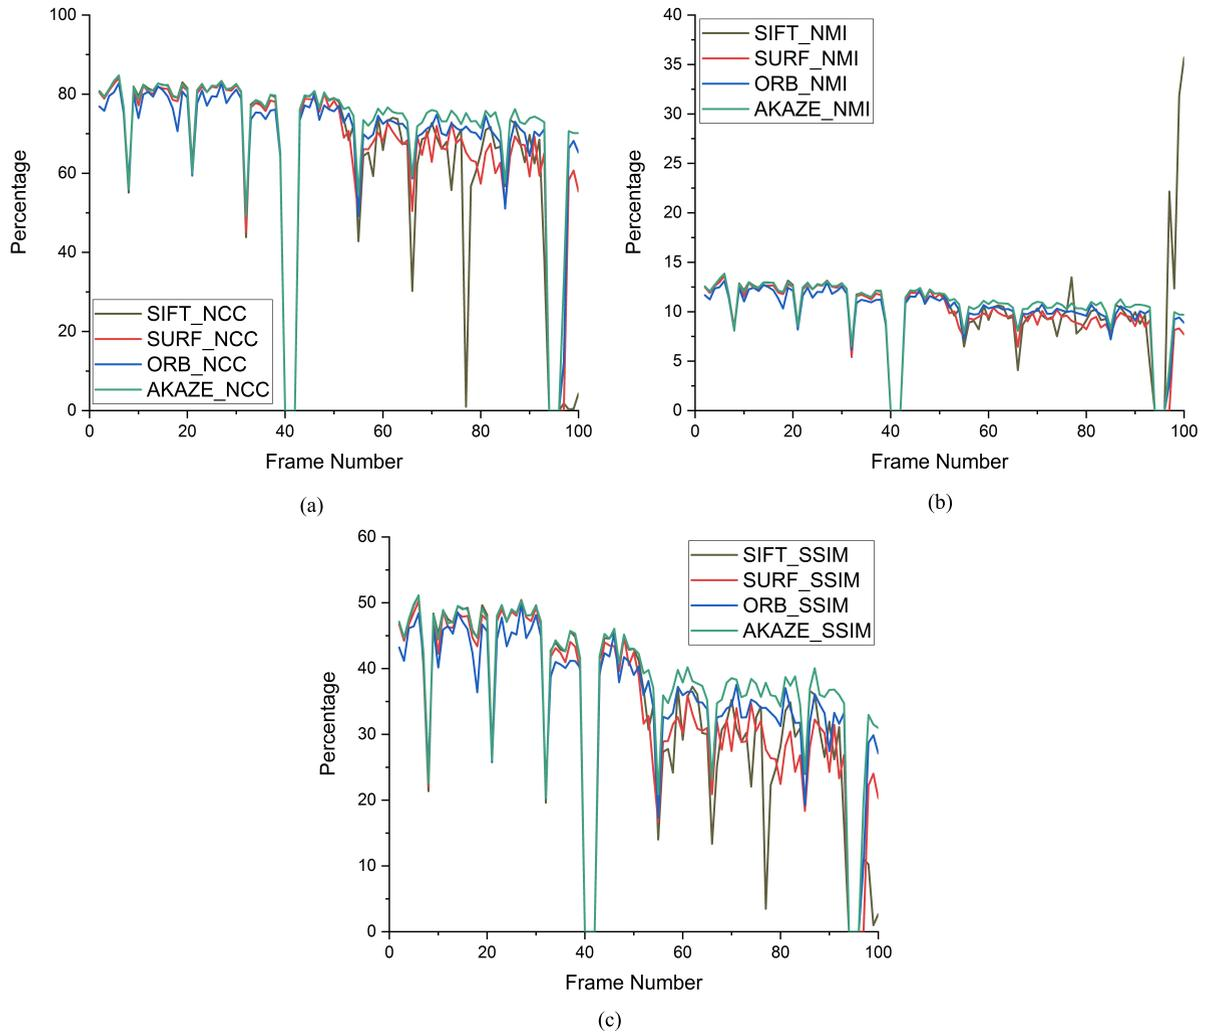 100
80
60
40
20
0
Percentage
SIFT_NCC
SURF_NCC
ORB_NCC
AKAZE_NCC
0 20 40 60 80 100
Frame Number
(a)
40
35
30
25
20
15
10
5
0
Percentage
SIFT_NMI
SURF_NMI
ORB_NMI
AKAZE_NMI
0 20 40 60 80 100
Frame Number
(b)
60
50
40
30
20
10
0
Percentage
SIFT_SSIM
SURF_SSIM
ORB_SSIM
AKAZE_SSIM
0 20 40 60 80 100
Frame Number
(c)